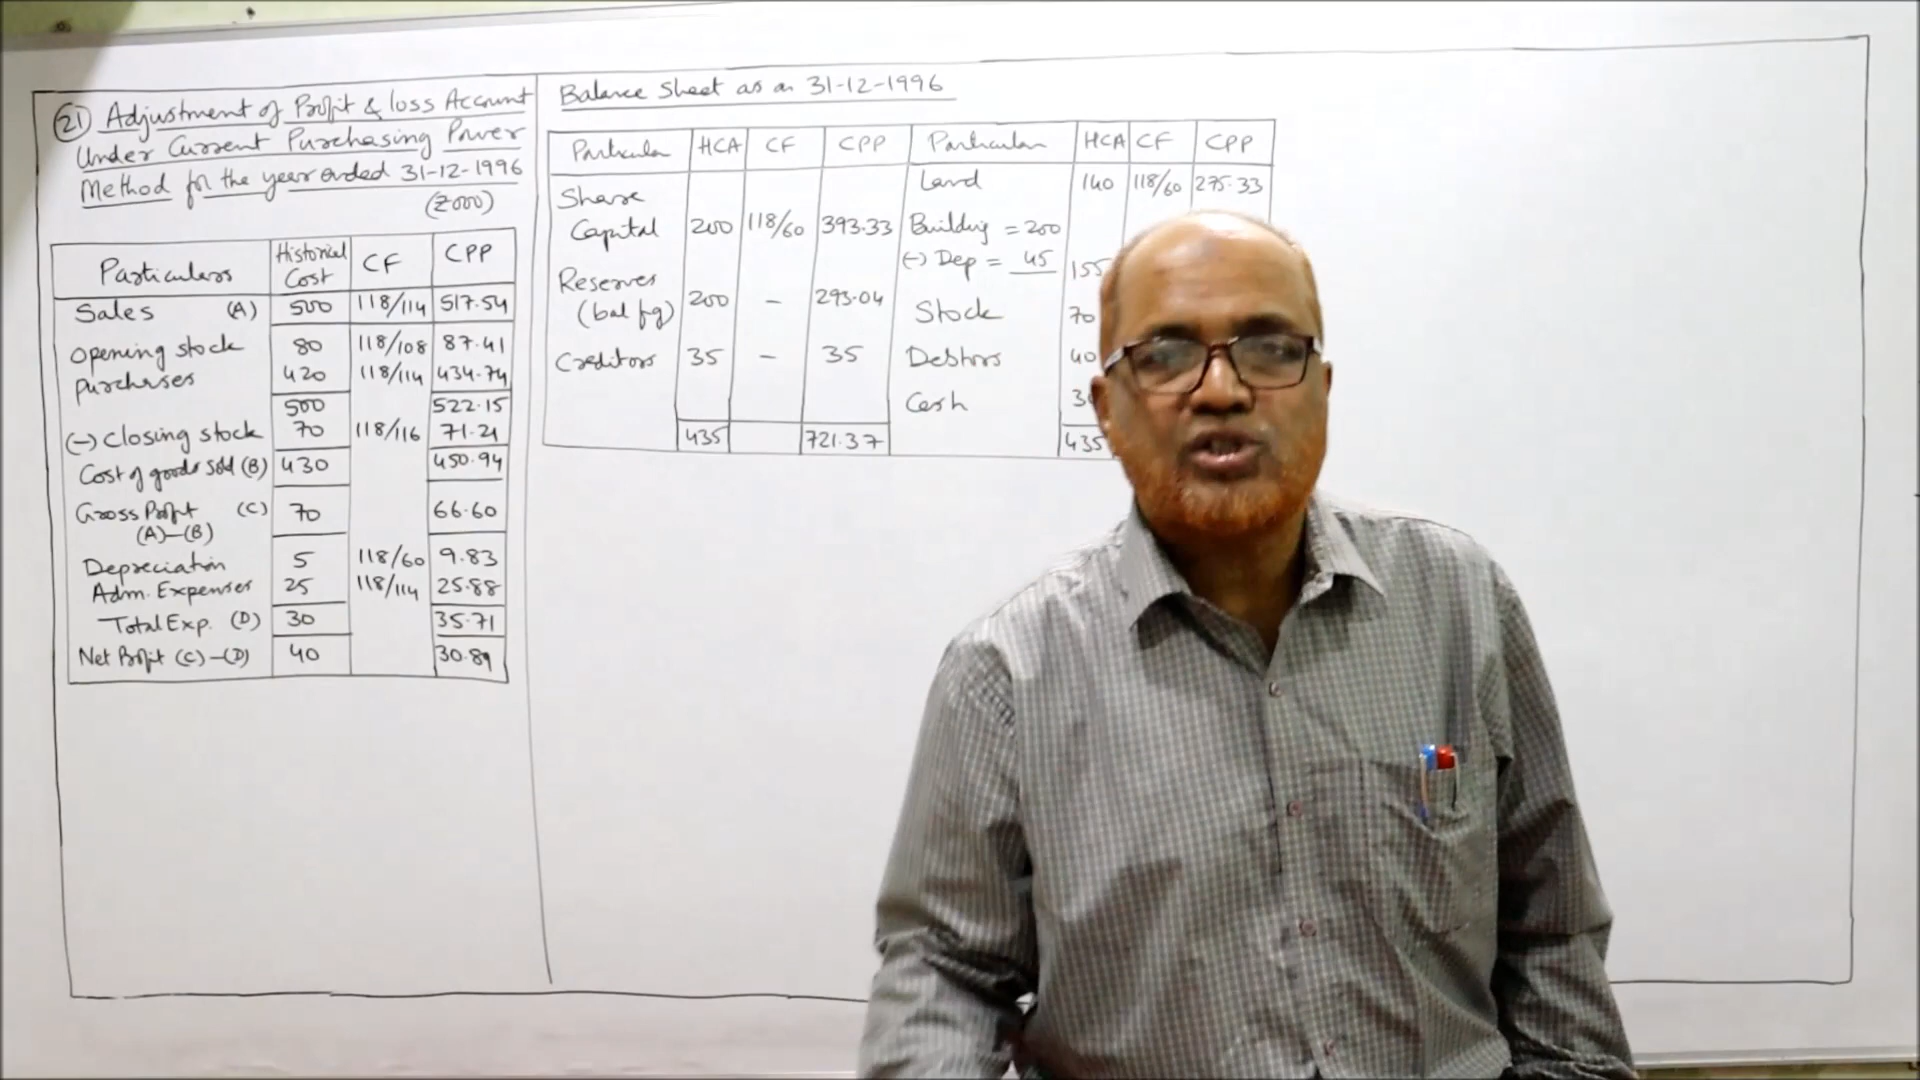 (21) Adjustment of Profit & loss Account
Under Current Purchasing Power
Method for the year ended 31-12-1996
(₹000)
Particulars Historical Cost CF CPP
Sales (A) 500 118/114 517.54
Opening stock 80 118/108 87.41
purchases 420 118/114 434.74
500 522.15
(-) Closing stock 70 118/116 71.21
Cost of goods sold (B) 430 450.94
Gross Profit (C) 70 66.60
(A)-(B)
Depreciation 5 118/60 9.83
Adm. Expenses 25 118/114 25.88
Total Exp. (D) 30 35.71
Net Profit (C)-(D) 40 30.89
Balance Sheet as on 31-12-1996
Particular HCA CF CPP Particulars HCA CF CPP
Share
Capital 200 118/60 393.33
Reserves
(bal fig) 200 - 293.04
Creditors 35 - 35
435 721.37
Land 140 118/60 275.33
Building = 200
(-) Dep = 45 155
Stock 70
Debtors 40
Cash
435